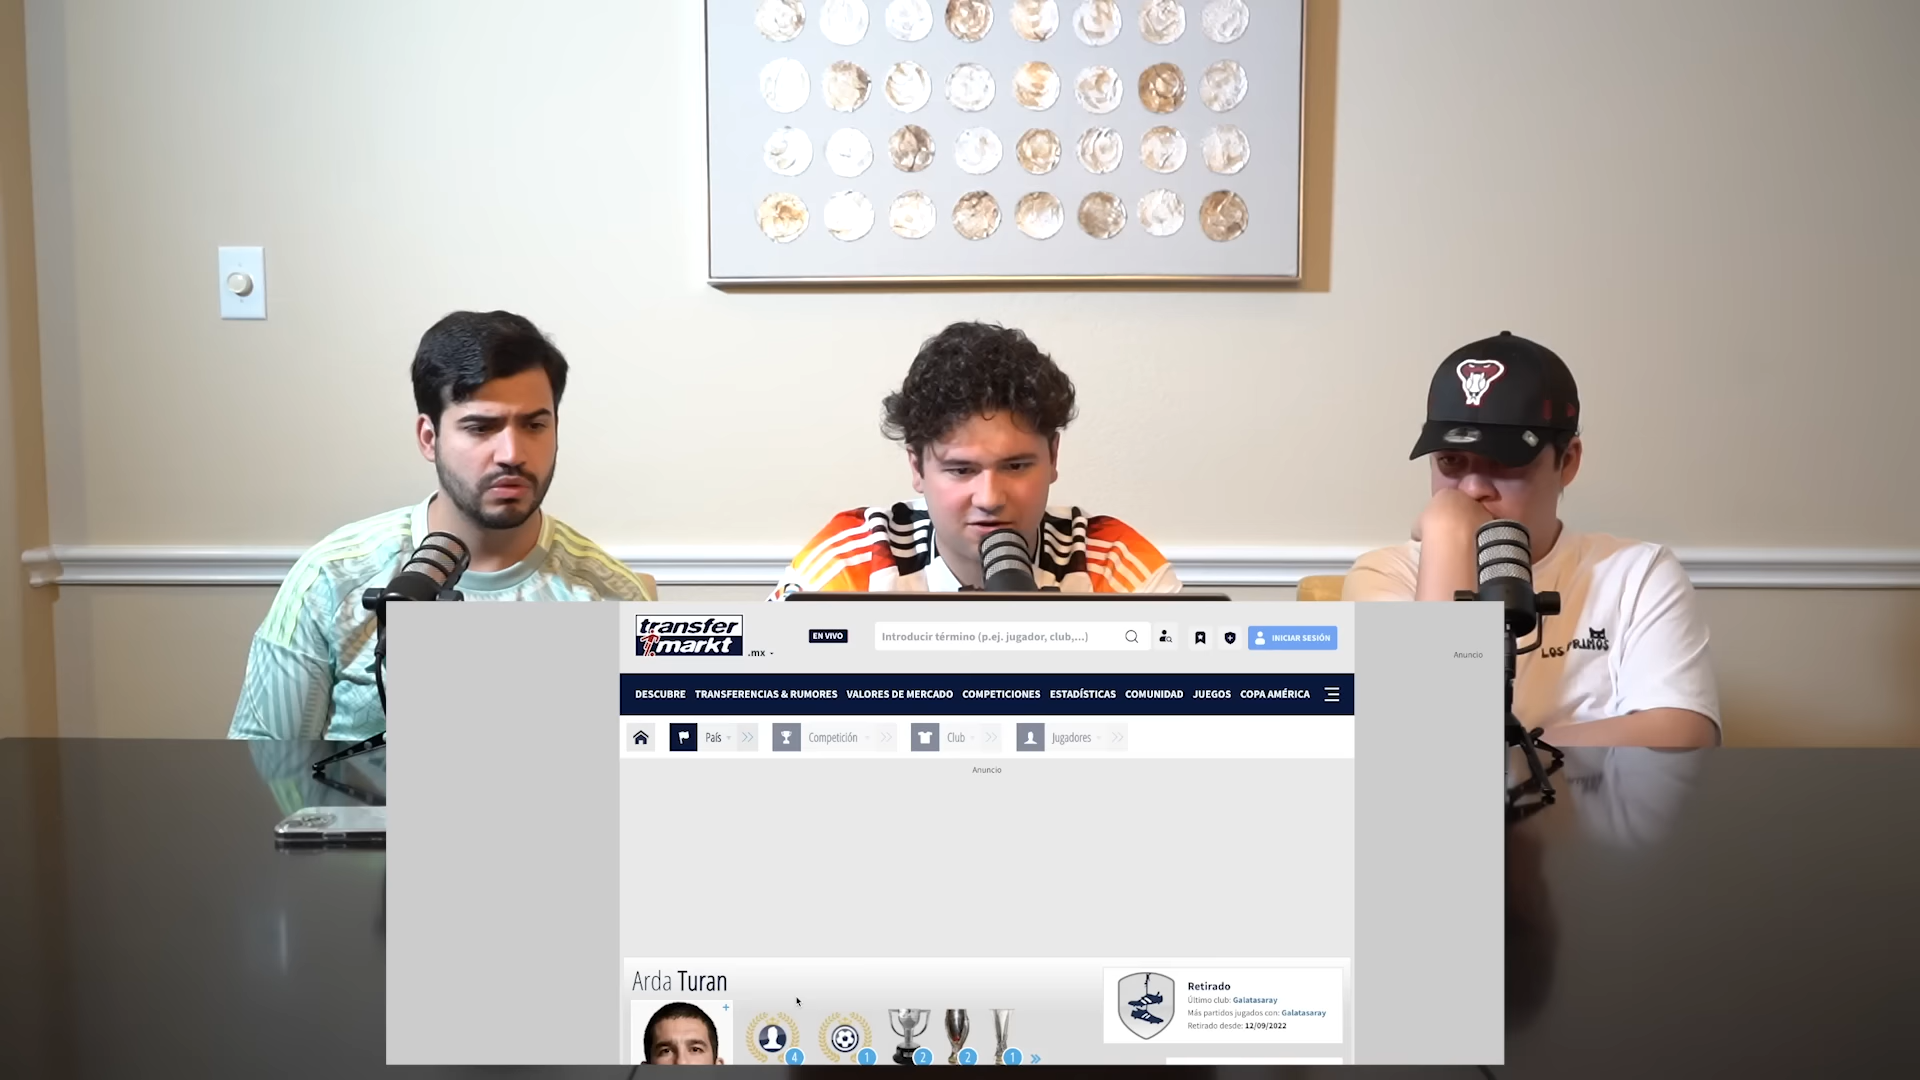 transfer
markt
.mx
EN VIVO
Introducir término (p.ej. jugador, club,...)
INICIAR SESIÓN
Anuncio
DESCUBRE TRANSFERENCIAS & RUMORES VALORES DE MERCADO COMPETICIONES ESTADÍSTICAS COMUNIDAD JUEGOS COPA AMÉRICA
País Competición Club Jugadores
Anuncio
Arda Turan
4 1 2 2 1
Retirado
Último club: Galatasaray
Más partidos jugados con: Galatasaray
Retirado desde: 12/09/2022
LOS